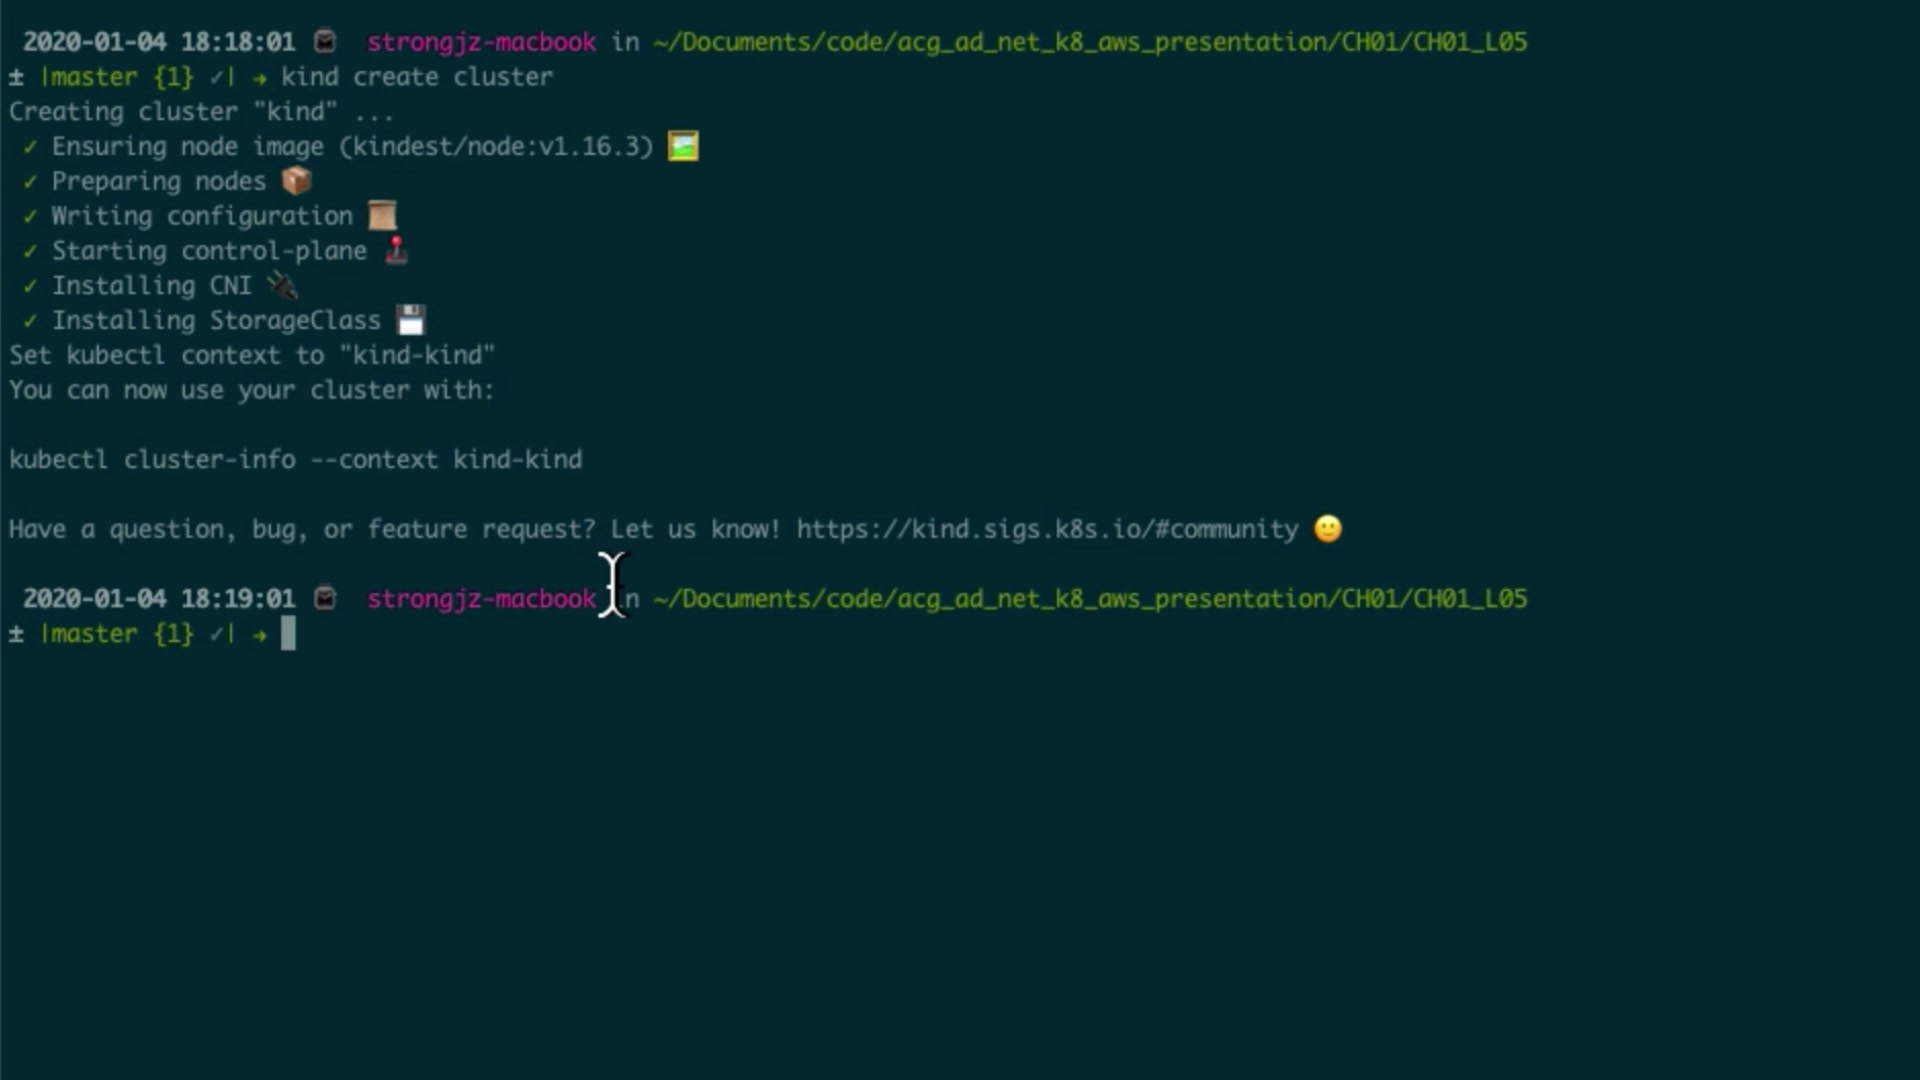 2020-01-04 18:18:01 strongjz-macbook in ~/Documents/code/acg_ad_net_k8_aws_presentation/CH01/CH01_L05
± |master {1} ✓| → kind create cluster
Creating cluster "kind" ...
✓ Ensuring node image (kindest/node:v1.16.3) 🖼
✓ Preparing nodes 📦
✓ Writing configuration 📜
✓ Starting control-plane 🕹
✓ Installing CNI 🔌
✓ Installing StorageClass 💾
Set kubectl context to "kind-kind"
You can now use your cluster with:
kubectl cluster-info --context kind-kind
Have a question, bug, or feature request? Let us know! https://kind.sigs.k8s.io/#community 🙂
2020-01-04 18:19:01 strongjz-macbook in ~/Documents/code/acg_ad_net_k8_aws_presentation/CH01/CH01_L05
± |master {1} ✓| →